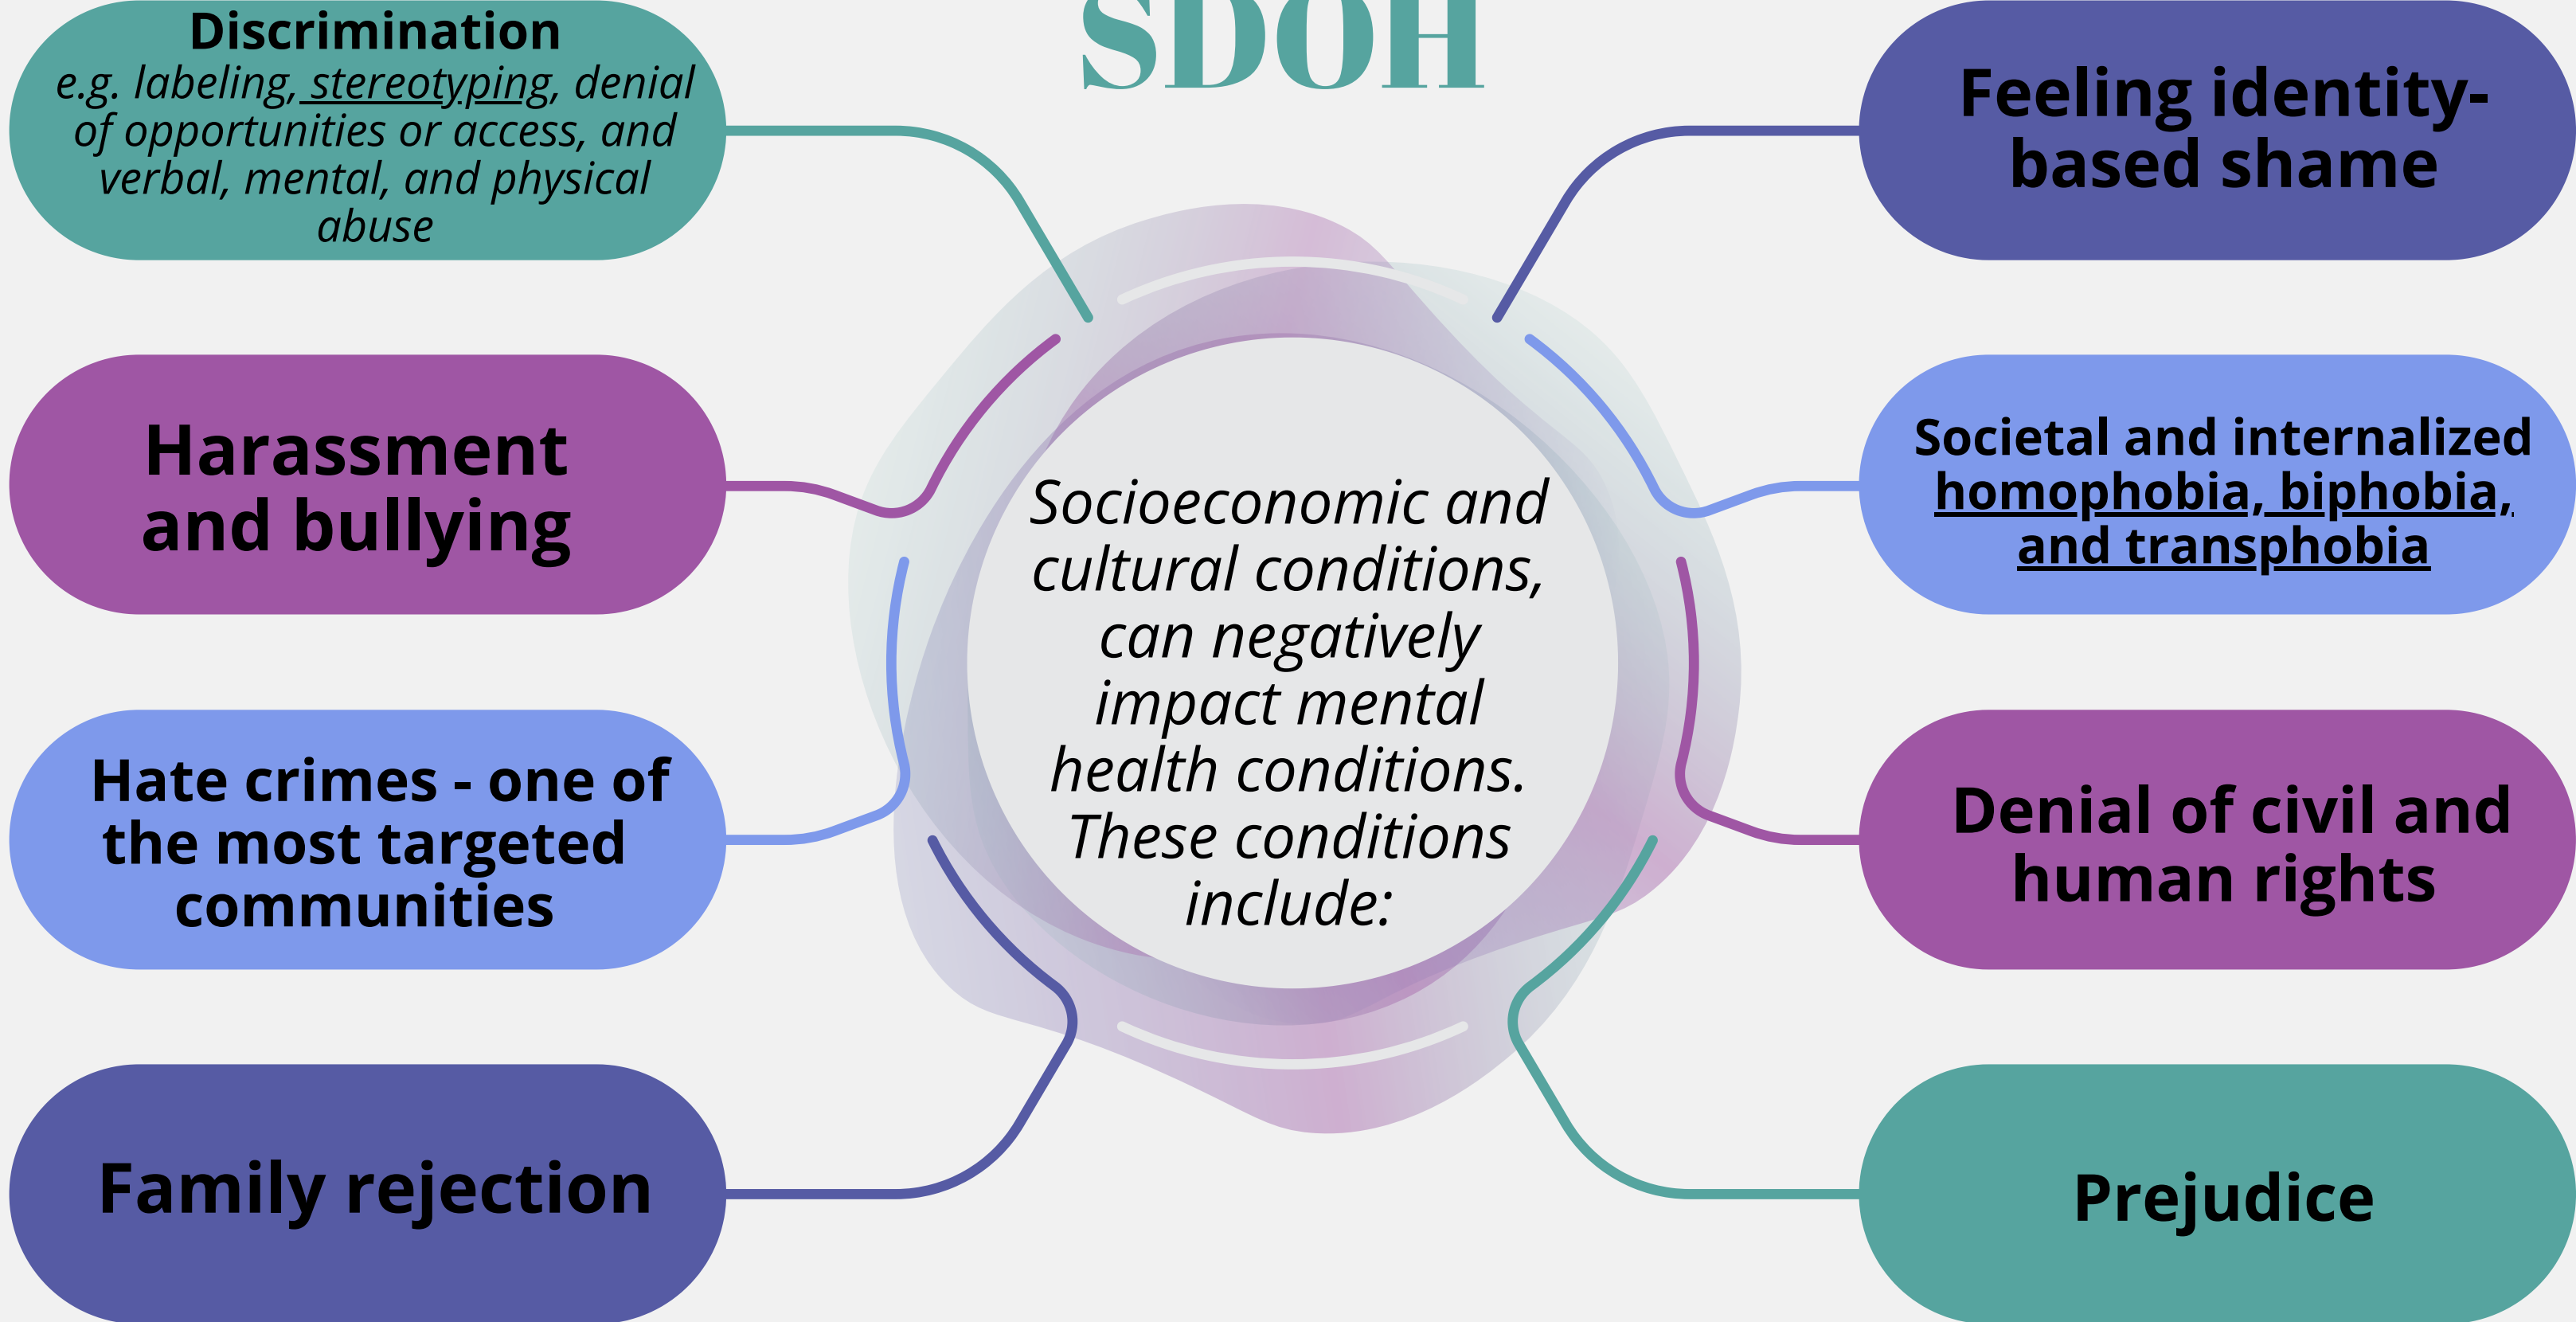 SDOH
Discrimination
e.g. labeling, stereotyping, denial
of opportunities or access, and
verbal, mental, and physical
abuse
Harassment
and bullying
Hate crimes - one of
the most targeted
communities
Family rejection
Socioeconomic and
cultural conditions,
can negatively
impact mental
health conditions.
These conditions
include:
Feeling identity-
based shame
Societal and internalized
homophobia, biphobia,
and transphobia
Denial of civil and
human rights
Prejudice